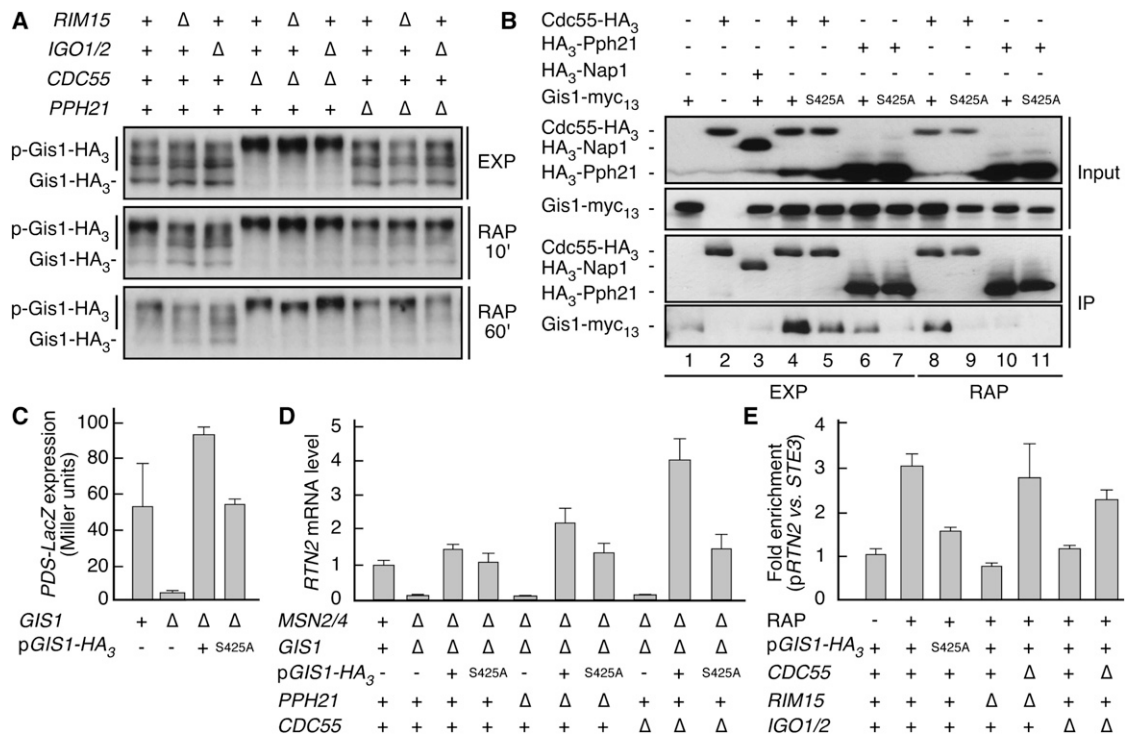 A
RIM15 + Δ + + Δ + + Δ +
IGO1/2 + + Δ + + Δ + + Δ
CDC55 + + + Δ Δ Δ + + +
PPH21 + + + + + + Δ Δ Δ
p-Gis1-HA3
Gis1-HA3-
EXP
p-Gis1-HA3
Gis1-HA3-
RAP
10'
p-Gis1-HA3
Gis1-HA3-
RAP
60'
B
Cdc55-HA3 - + - + + - - + + - -
HA3-Pph21 - - - - - + + - - + +
HA3-Nap1 - - + - - - - - - - -
Gis1-myc13 + - + + S425A + S425A + S425A + S425A
Cdc55-HA3 -
HA3-Nap1 -
HA3-Pph21 -
Gis1-myc13 -
Input
Cdc55-HA3 -
HA3-Nap1 -
HA3-Pph21 -
Gis1-myc13 -
IP
1 2 3 4 5 6 7 8 9 10 11
EXP RAP
C
PDS-LacZ expression
(Miller units)
100
80
60
40
20
0
GIS1 + Δ Δ Δ
pGIS1-HA3 - - + S425A
D
RTN2 mRNA level
5
4
3
2
1
0
MSN2/4 + Δ Δ Δ Δ Δ Δ Δ Δ Δ
GIS1 + Δ Δ Δ Δ Δ Δ Δ Δ Δ
pGIS1-HA3 - - + S425A - + S425A - + S425A
PPH21 + + + + Δ Δ Δ + + +
CDC55 + + + + + + + Δ Δ Δ
E
Fold enrichment
(pRTN2 vs. STE3)
4
3
2
1
0
RAP - + + + + + +
pGIS1-HA3 + + S425A + + + +
CDC55 + + + + Δ + Δ
RIM15 + + + Δ Δ + +
IGO1/2 + + + + + Δ Δ